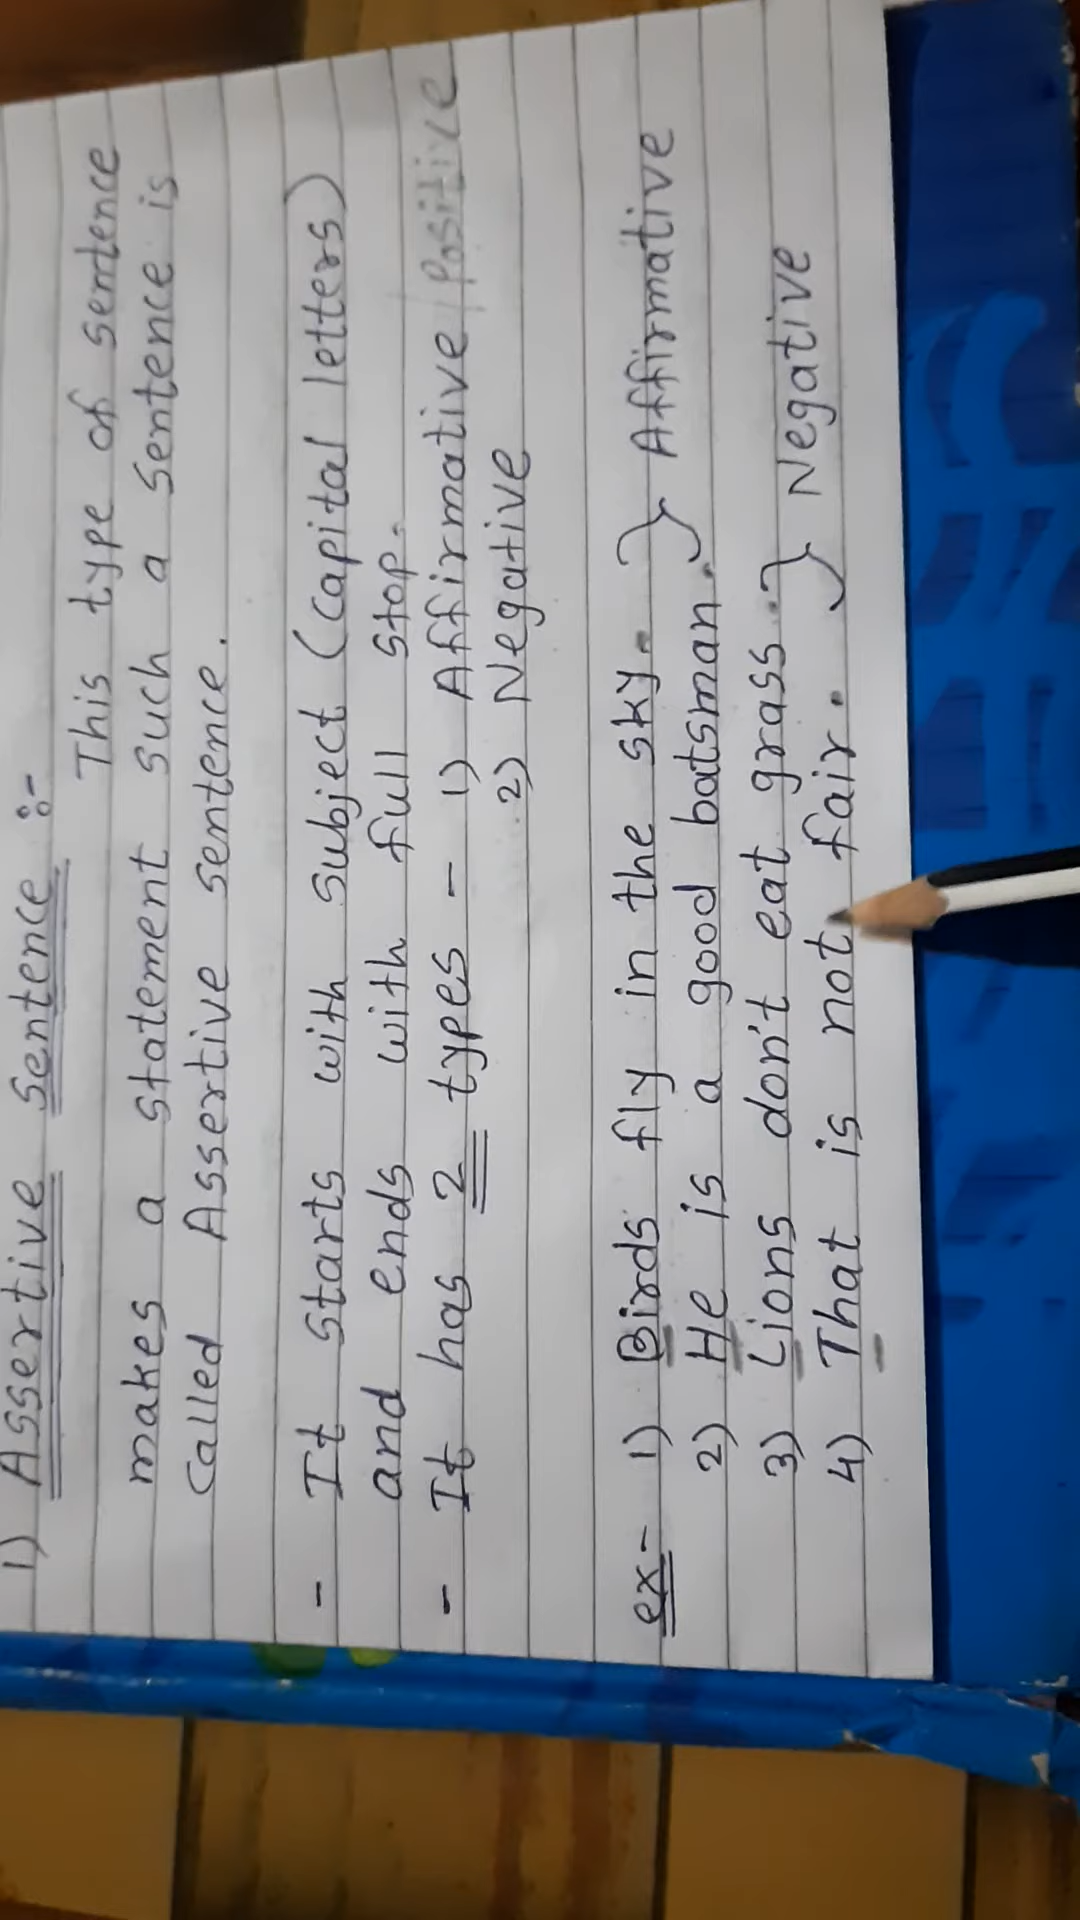 1) Assertive Sentence :-
This type of sentence
makes a statement such a sentence is
called Assertive sentence.
- It starts with subject (capital letters)
and ends with full stop.
- It has 2 types - 1) Affirmative/Positive
2) Negative
ex- 1) Birds fly in the sky. } Affirmative
2) He is a good batsman.
3) Lions don't eat grass. } Negative
4) That is not fair.